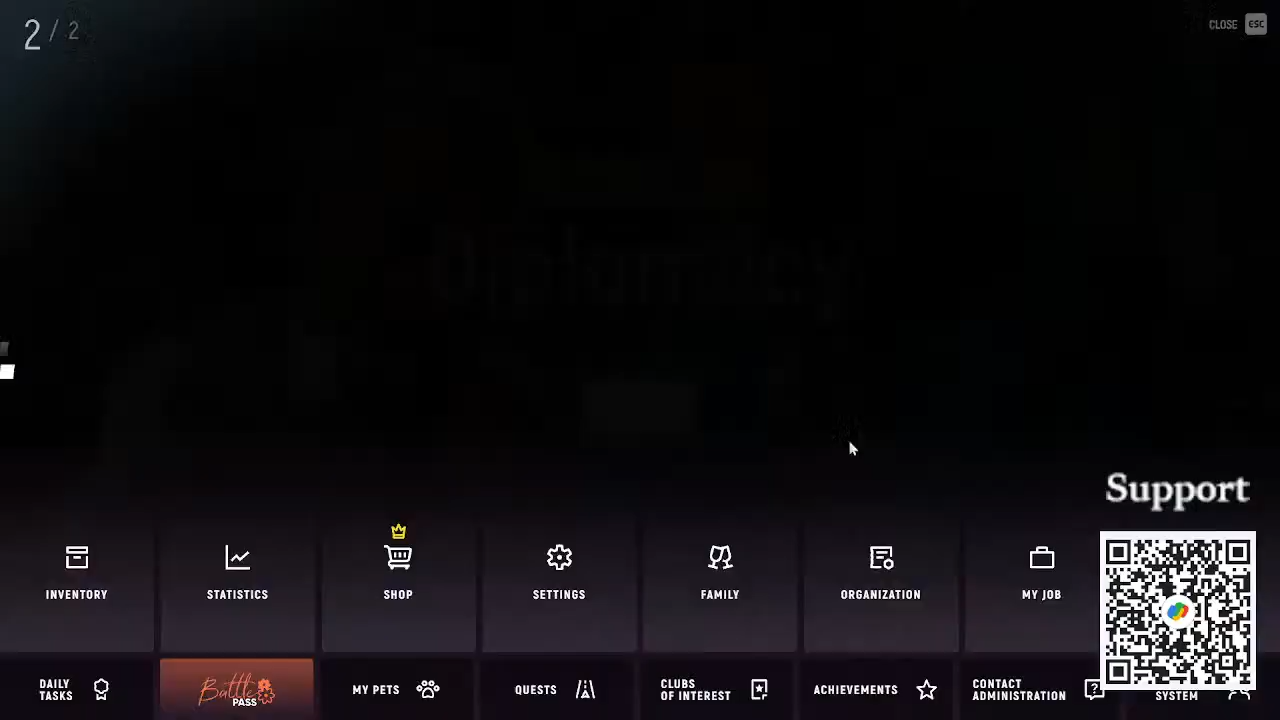 2 / 2
CLOSE ESC
Diplomacy
Support
INVENTORY
STATISTICS
SHOP
SETTINGS
FAMILY
ORGANIZATION
MY JOB
DAILY
TASKS
Battle
PASS
MY PETS
QUESTS
CLUBS
OF INTEREST
ACHIEVEMENTS
CONTACT
ADMINISTRATION
SYSTEM